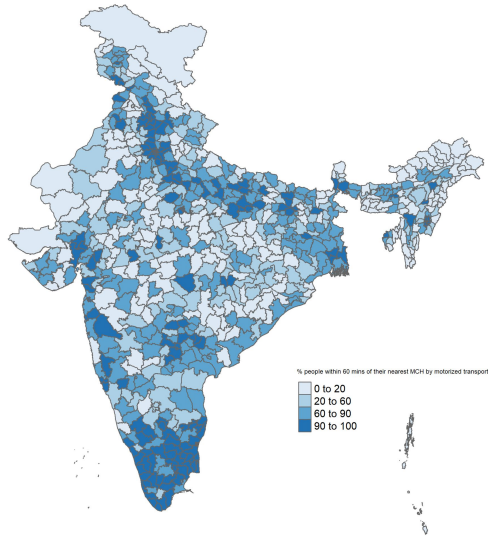 % people within 60 mins of their nearest MCH by motorized transport
0 to 20
20 to 60
60 to 90
90 to 100